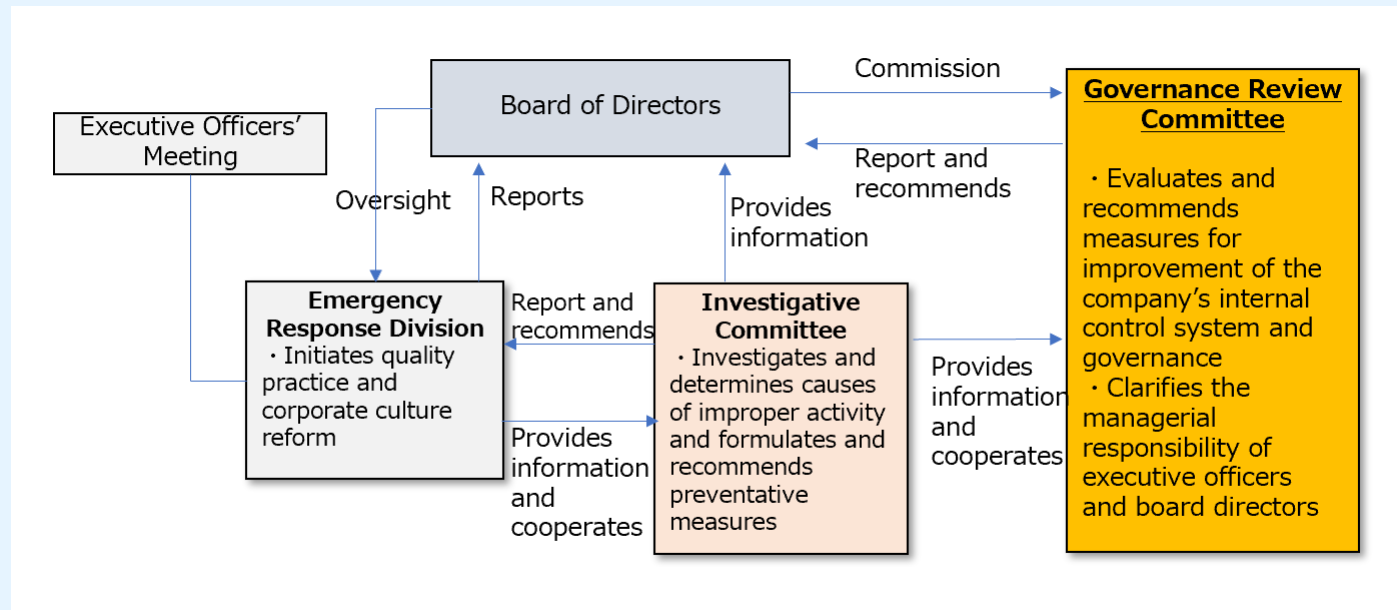 Board of Directors
Executive Officers’
Meeting
Commission
Report and
recommends
Oversight
Reports
Provides
information
Governance Review
Committee
・Evaluates and
recommends
measures for
improvement of the
company’s internal
control system and
governance
・Clarifies the
managerial
responsibility of
executive officers
and board directors
Emergency
Response Division
・Initiates quality
practice and
corporate culture
reform
Report and
recommends
Provides
information
and
cooperates
Investigative
Committee
・Investigates and
determines causes
of improper activity
and formulates and
recommends
preventative
measures
Provides
information
and
cooperates